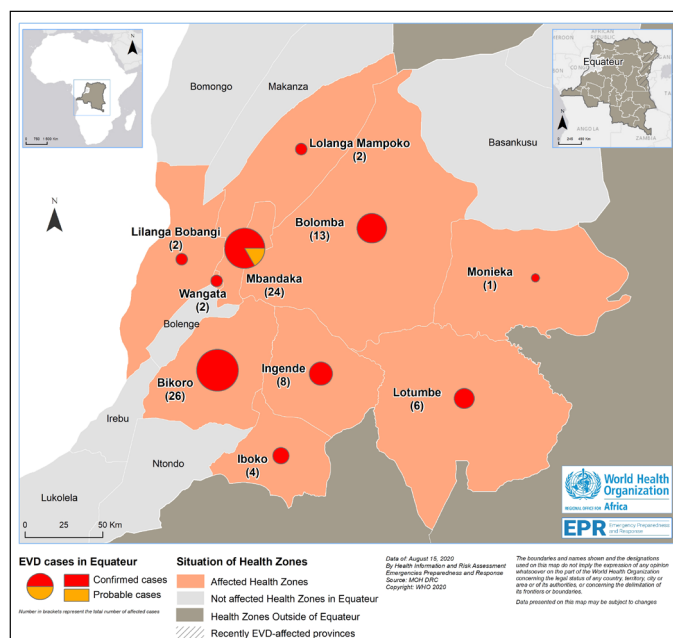 Equateur
ANGOLA
ZAMBIA
N
Bomongo
Makanza
Basankusu
Lolanga Mampoko
(2)
Bolomba
(13)
Lilanga Bobangi
(2)
Mbandaka
(24)
Monieka
(1)
Wangata
(2)
Bolenge
Bikoro
(26)
Ingende
(8)
Lotumbe
(6)
Irebu
Iboko
(4)
Ntondo
Lukolela
0 25 50 Km
World Health
Organization
REGIONAL OFFICE FOR Africa
EPR Emergency Preparedness
and Response
EVD cases in Equateur
Confirmed cases
Probable cases
Number in brackets represent the total number of affected cases
Situation of Health Zones
Affected Health Zones
Not affected Health Zones in Equateur
Health Zones Outside of Equateur
Recently EVD-affected provinces
Data of: August 15, 2020
By Health Information and Risk Assessment
Emergencies Preparedness and Response
Source: MOH DRC
Copyright: WHO 2020
The boundaries and names shown and the designations
used on this map do not imply the expression of any opinion
whatsoever on the part of the World Health Organization
concerning the legal status of any country, territory, city or
area or of its authorities, or concerning the delimitation of
its frontiers or boundaries.
Data presented on this map may be subject to changes